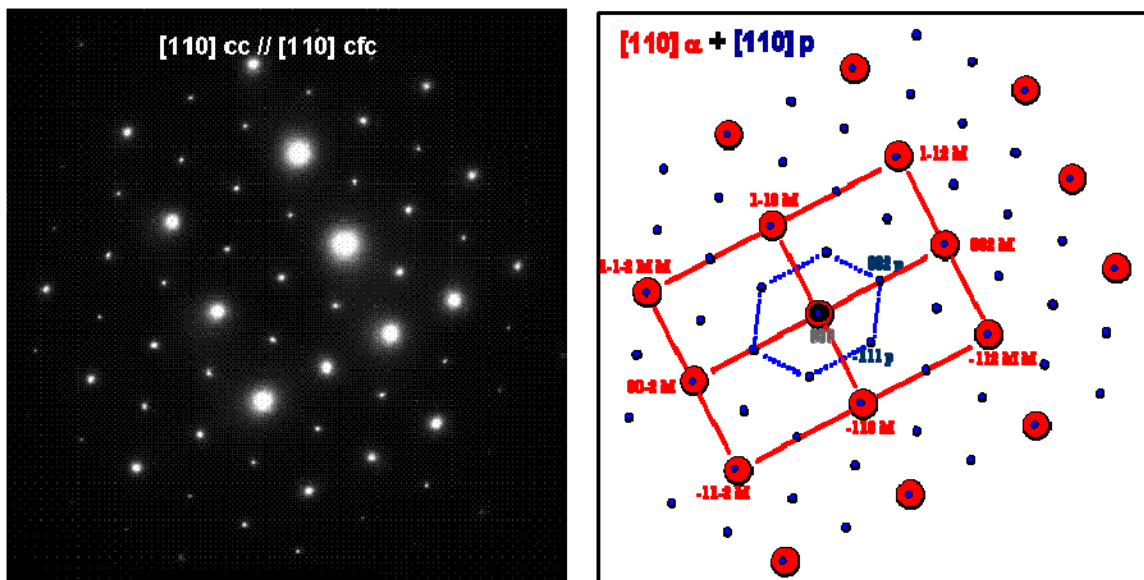 [110] cc // [110] cfc
[110] α + [110] p
1-12 M
1-10 M
002 M
002 p
1-1-2 M M
-111 p
-112 M M
00-2 M
-110 M
-11-2 M